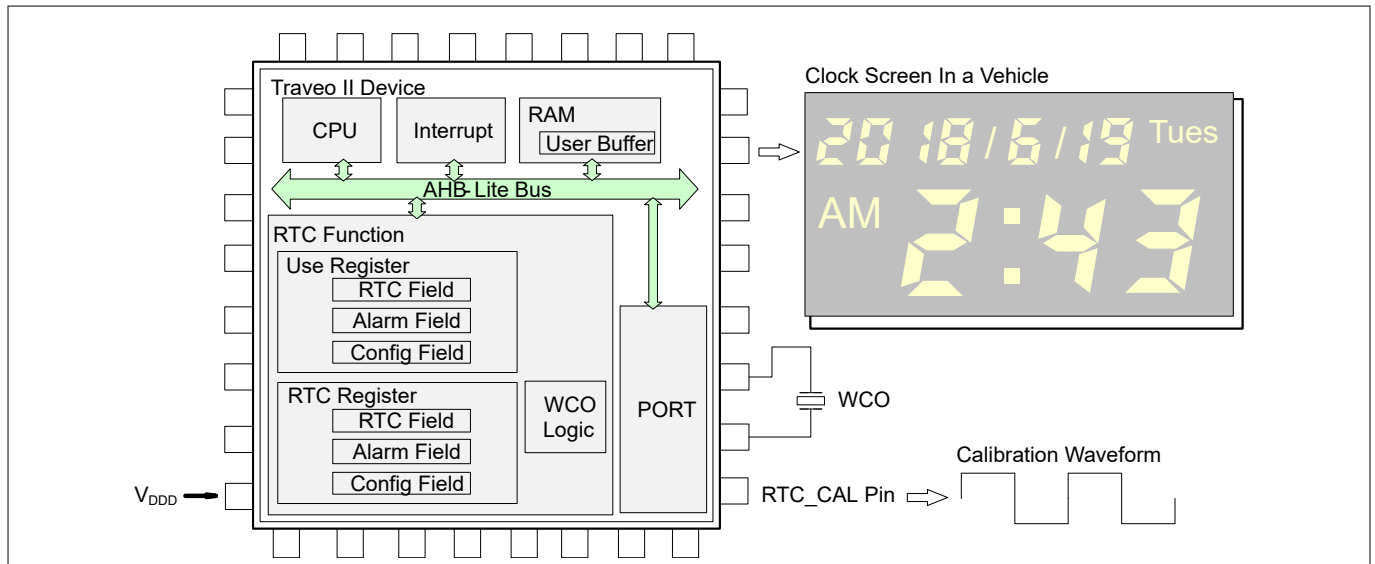 Traveo II Device
CPU
Interrupt
RAM
User Buffer
AHB-Lite Bus
RTC Function
Use Register
RTC Field
Alarm Field
Config Field
RTC Register
RTC Field
Alarm Field
Config Field
WCO
Logic
PORT
VDDD
Clock Screen In a Vehicle
2018/6/19 Tues
AM 2:43
WCO
Calibration Waveform
RTC_CAL Pin